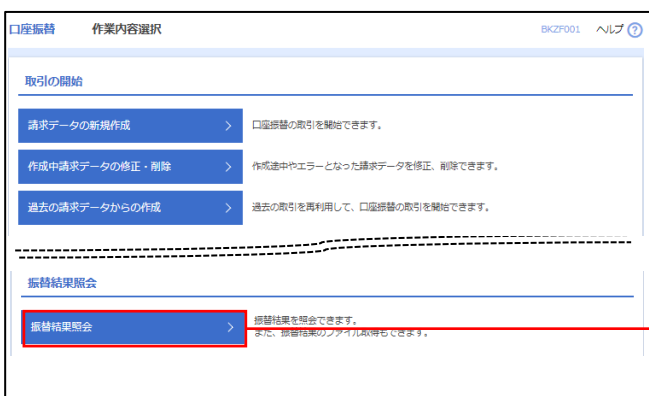 口座振替 作業内容選択 BKZF001 ヘルプ ?
取引の開始
請求データの新規作成 > 口座振替の取引を開始できます。
作成中請求データの修正・削除 > 作成途中やエラーとなった請求データを修正、削除できます。
過去の請求データからの作成 > 過去の取引を再利用して、口座振替の取引を開始できます。
振替結果照会
振替結果照会 > 振替結果を照会できます。
また、振替結果のファイル取得もできます。